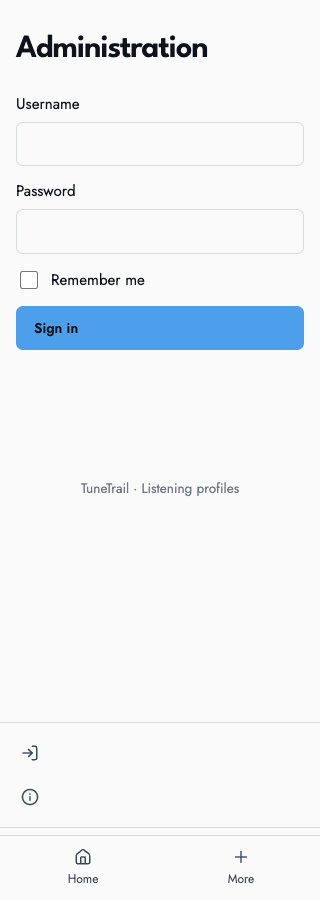 Administration
Username
Password
Remember me
Sign in
TuneTrail · Listening profiles
Home
More